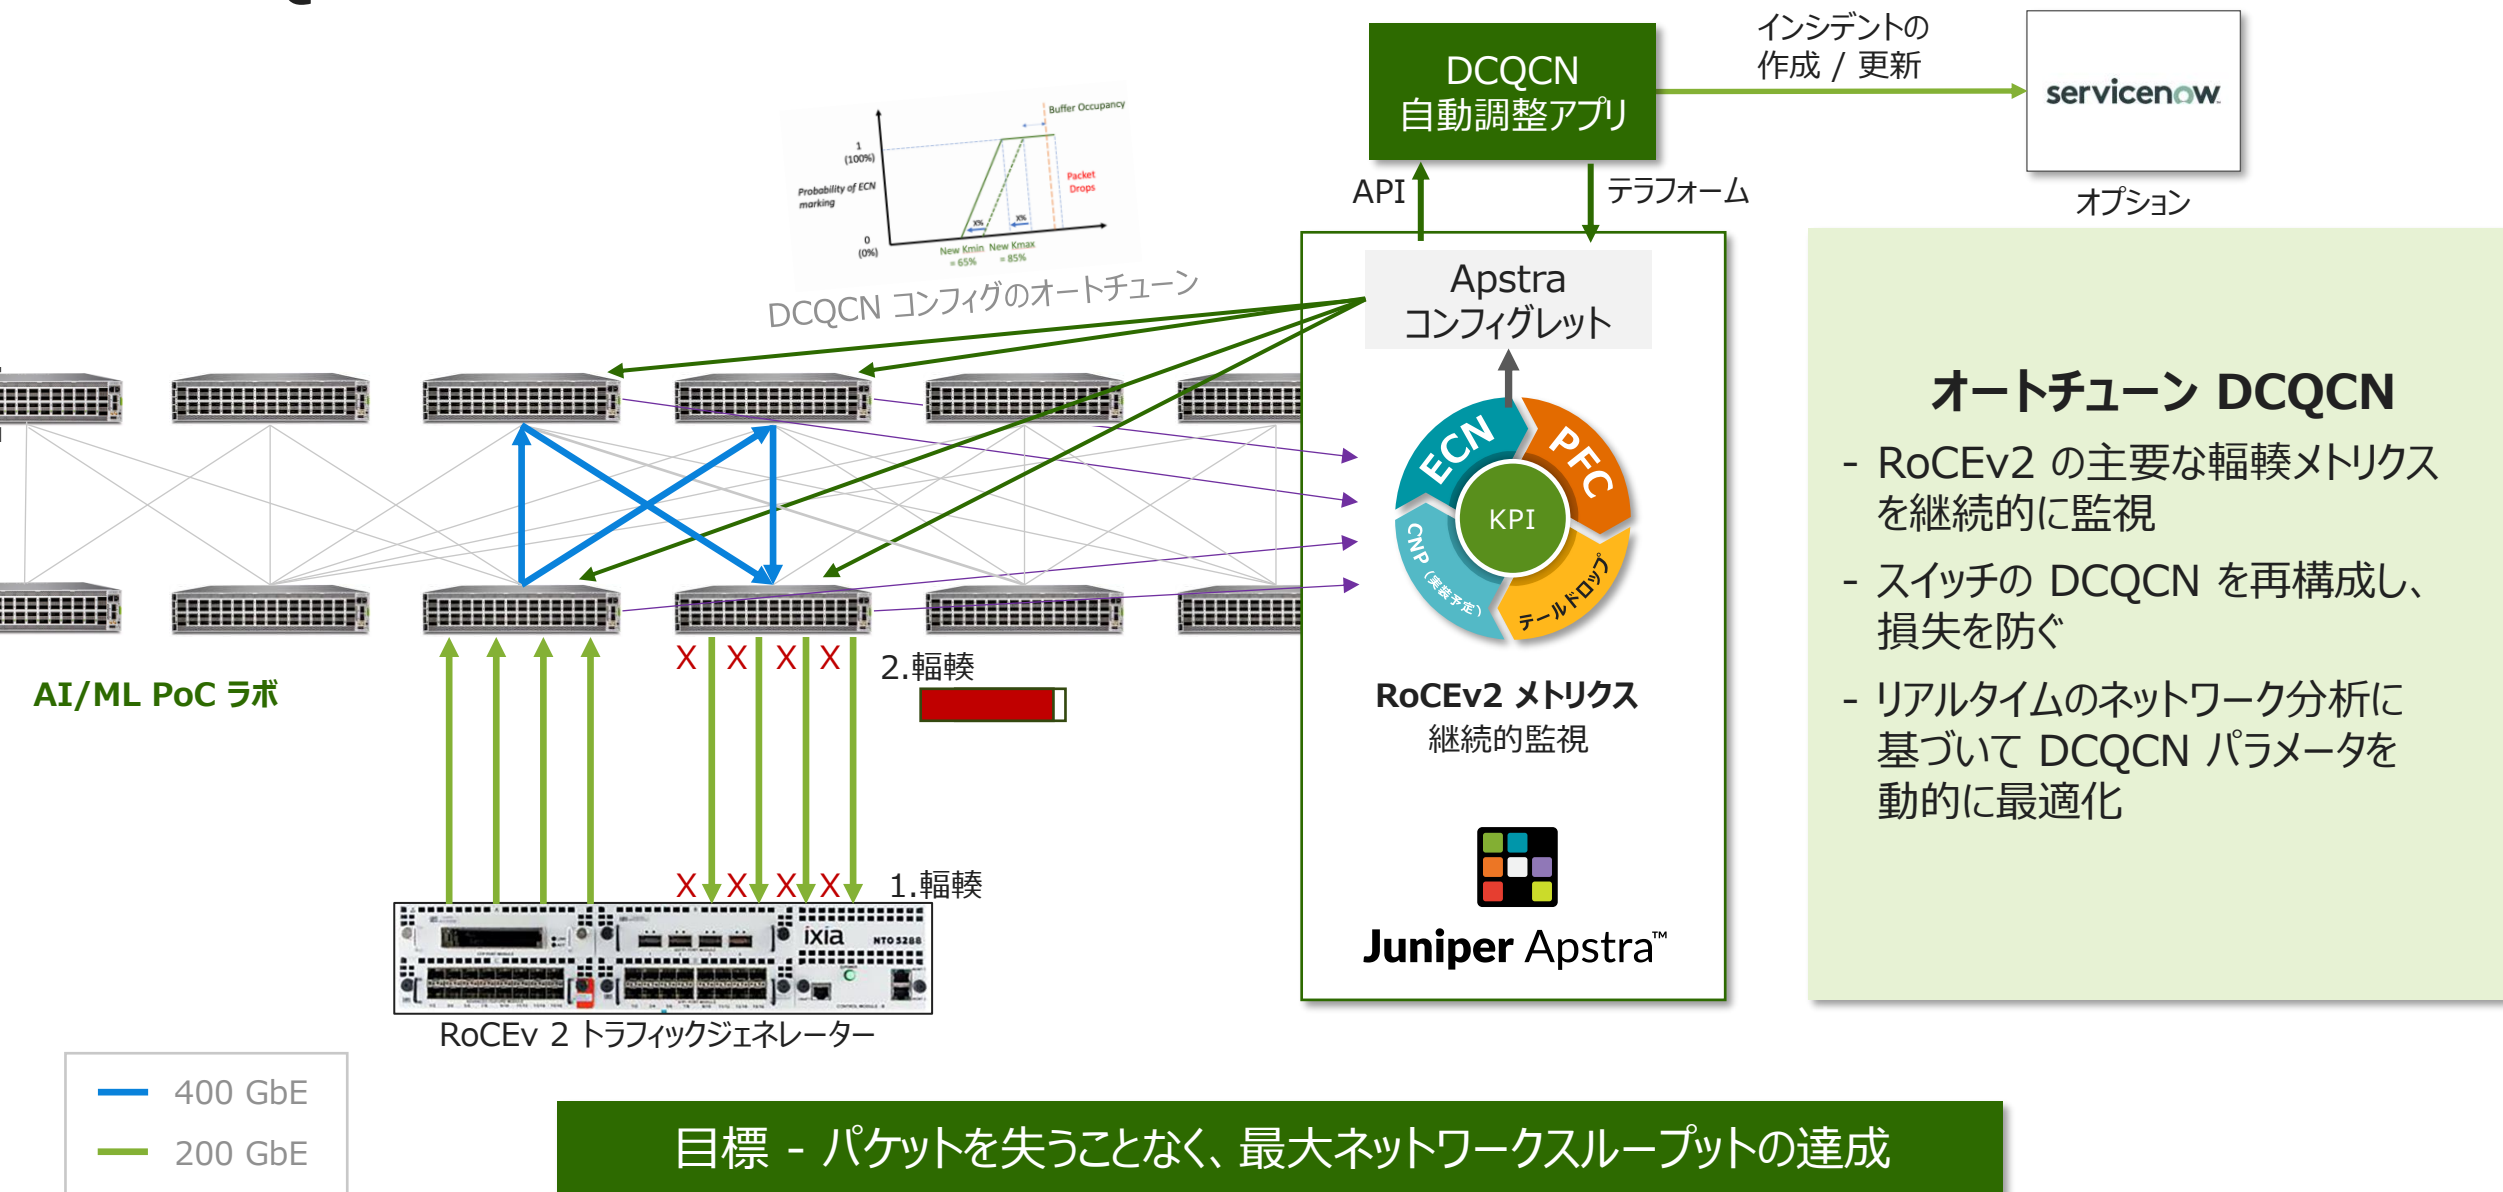 DCQCN
自動調整アプリ
インシデントの
作成 / 更新
servicenow
オプション
API
テラフォーム
Buffer Occupancy
1
(100%)
Probability of ECN
marking
Packet
Drops
X%
X%
0
(0%)
New Kmin
= 65%
New Kmax
= 85%
DCQCN コンフィグのオートチューン
Apstra
コンフィグレット
ECN
PFC
KPI
CNP (実装予定)
テールドロップ
RoCEv2 メトリクス
継続的監視
Juniper Apstra™
オートチューン DCQCN
- RoCEv2 の主要な輻輳メトリクス
を継続的に監視
- スイッチの DCQCN を再構成し、
損失を防ぐ
- リアルタイムのネットワーク分析に
基づいて DCQCN パラメータを
動的に最適化
AI/ML PoC ラボ
X X X X
2.輻輳
X X X X
1.輻輳
ixia
NTO 5288
RoCEv 2 トラフィックジェネレーター
400 GbE
200 GbE
目標 - パケットを失うことなく、最大ネットワークスループットの達成